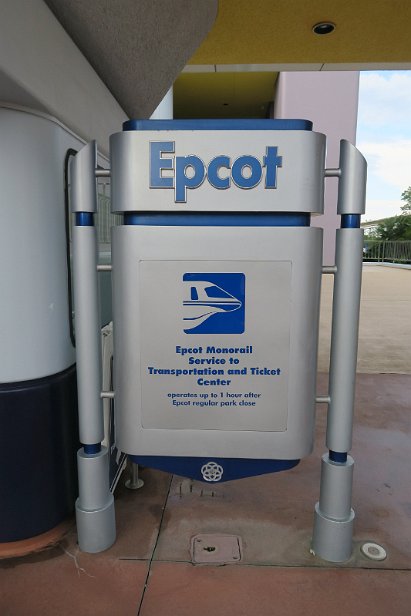 Epcot
Epcot Monorail
Service to
Transportation and Ticket
Center
operates up to 1 hour after
Epcot regular park close